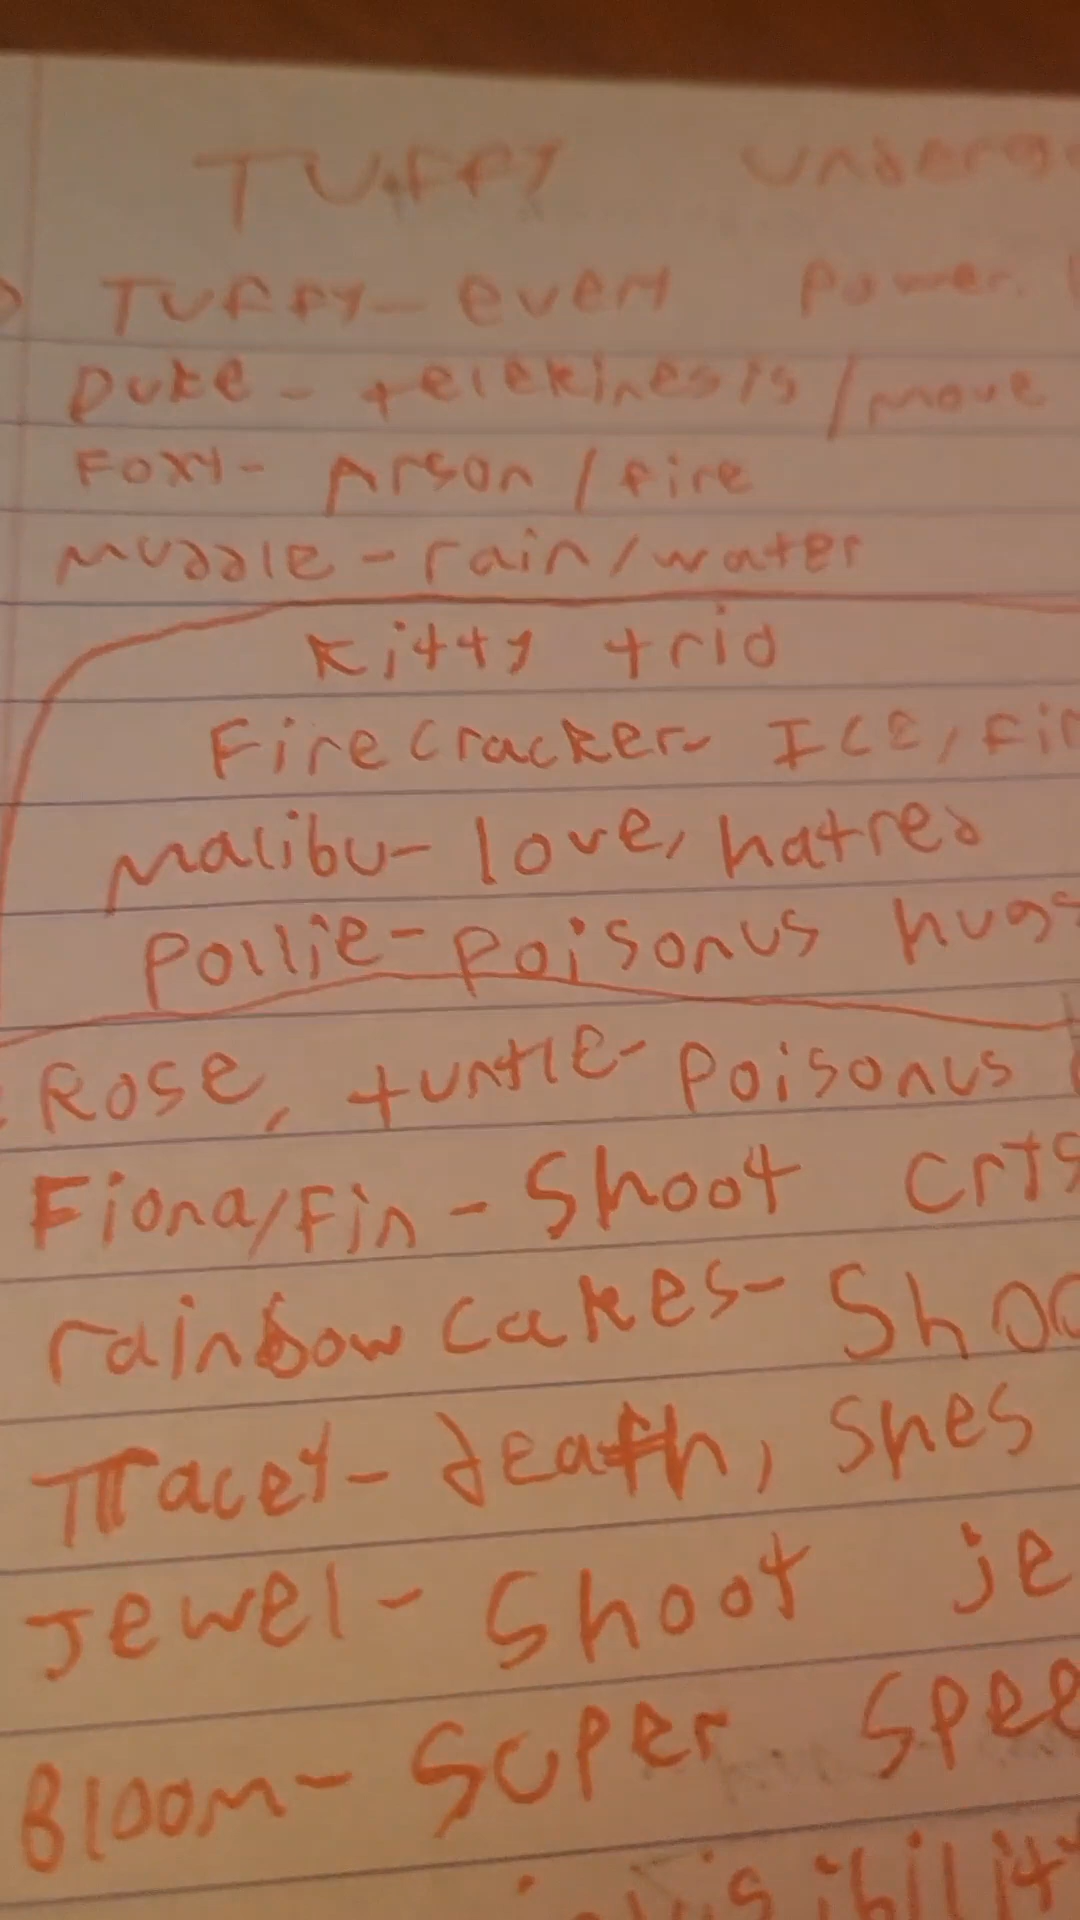 Tuffy
Tuffy- every power
Duke - telekinesis/move
Foxy- Arson / fire
muddle - rain/water
kitty trio
Firecracker- ICE,
malibu- love, hatred
pollie- poisonus hugs
Rose, turtle- poisonus
Fiona/Fin - Shoot
rainbow cakes-
Tracey- death, shes
Jewel- Shoot
Bloom- Super